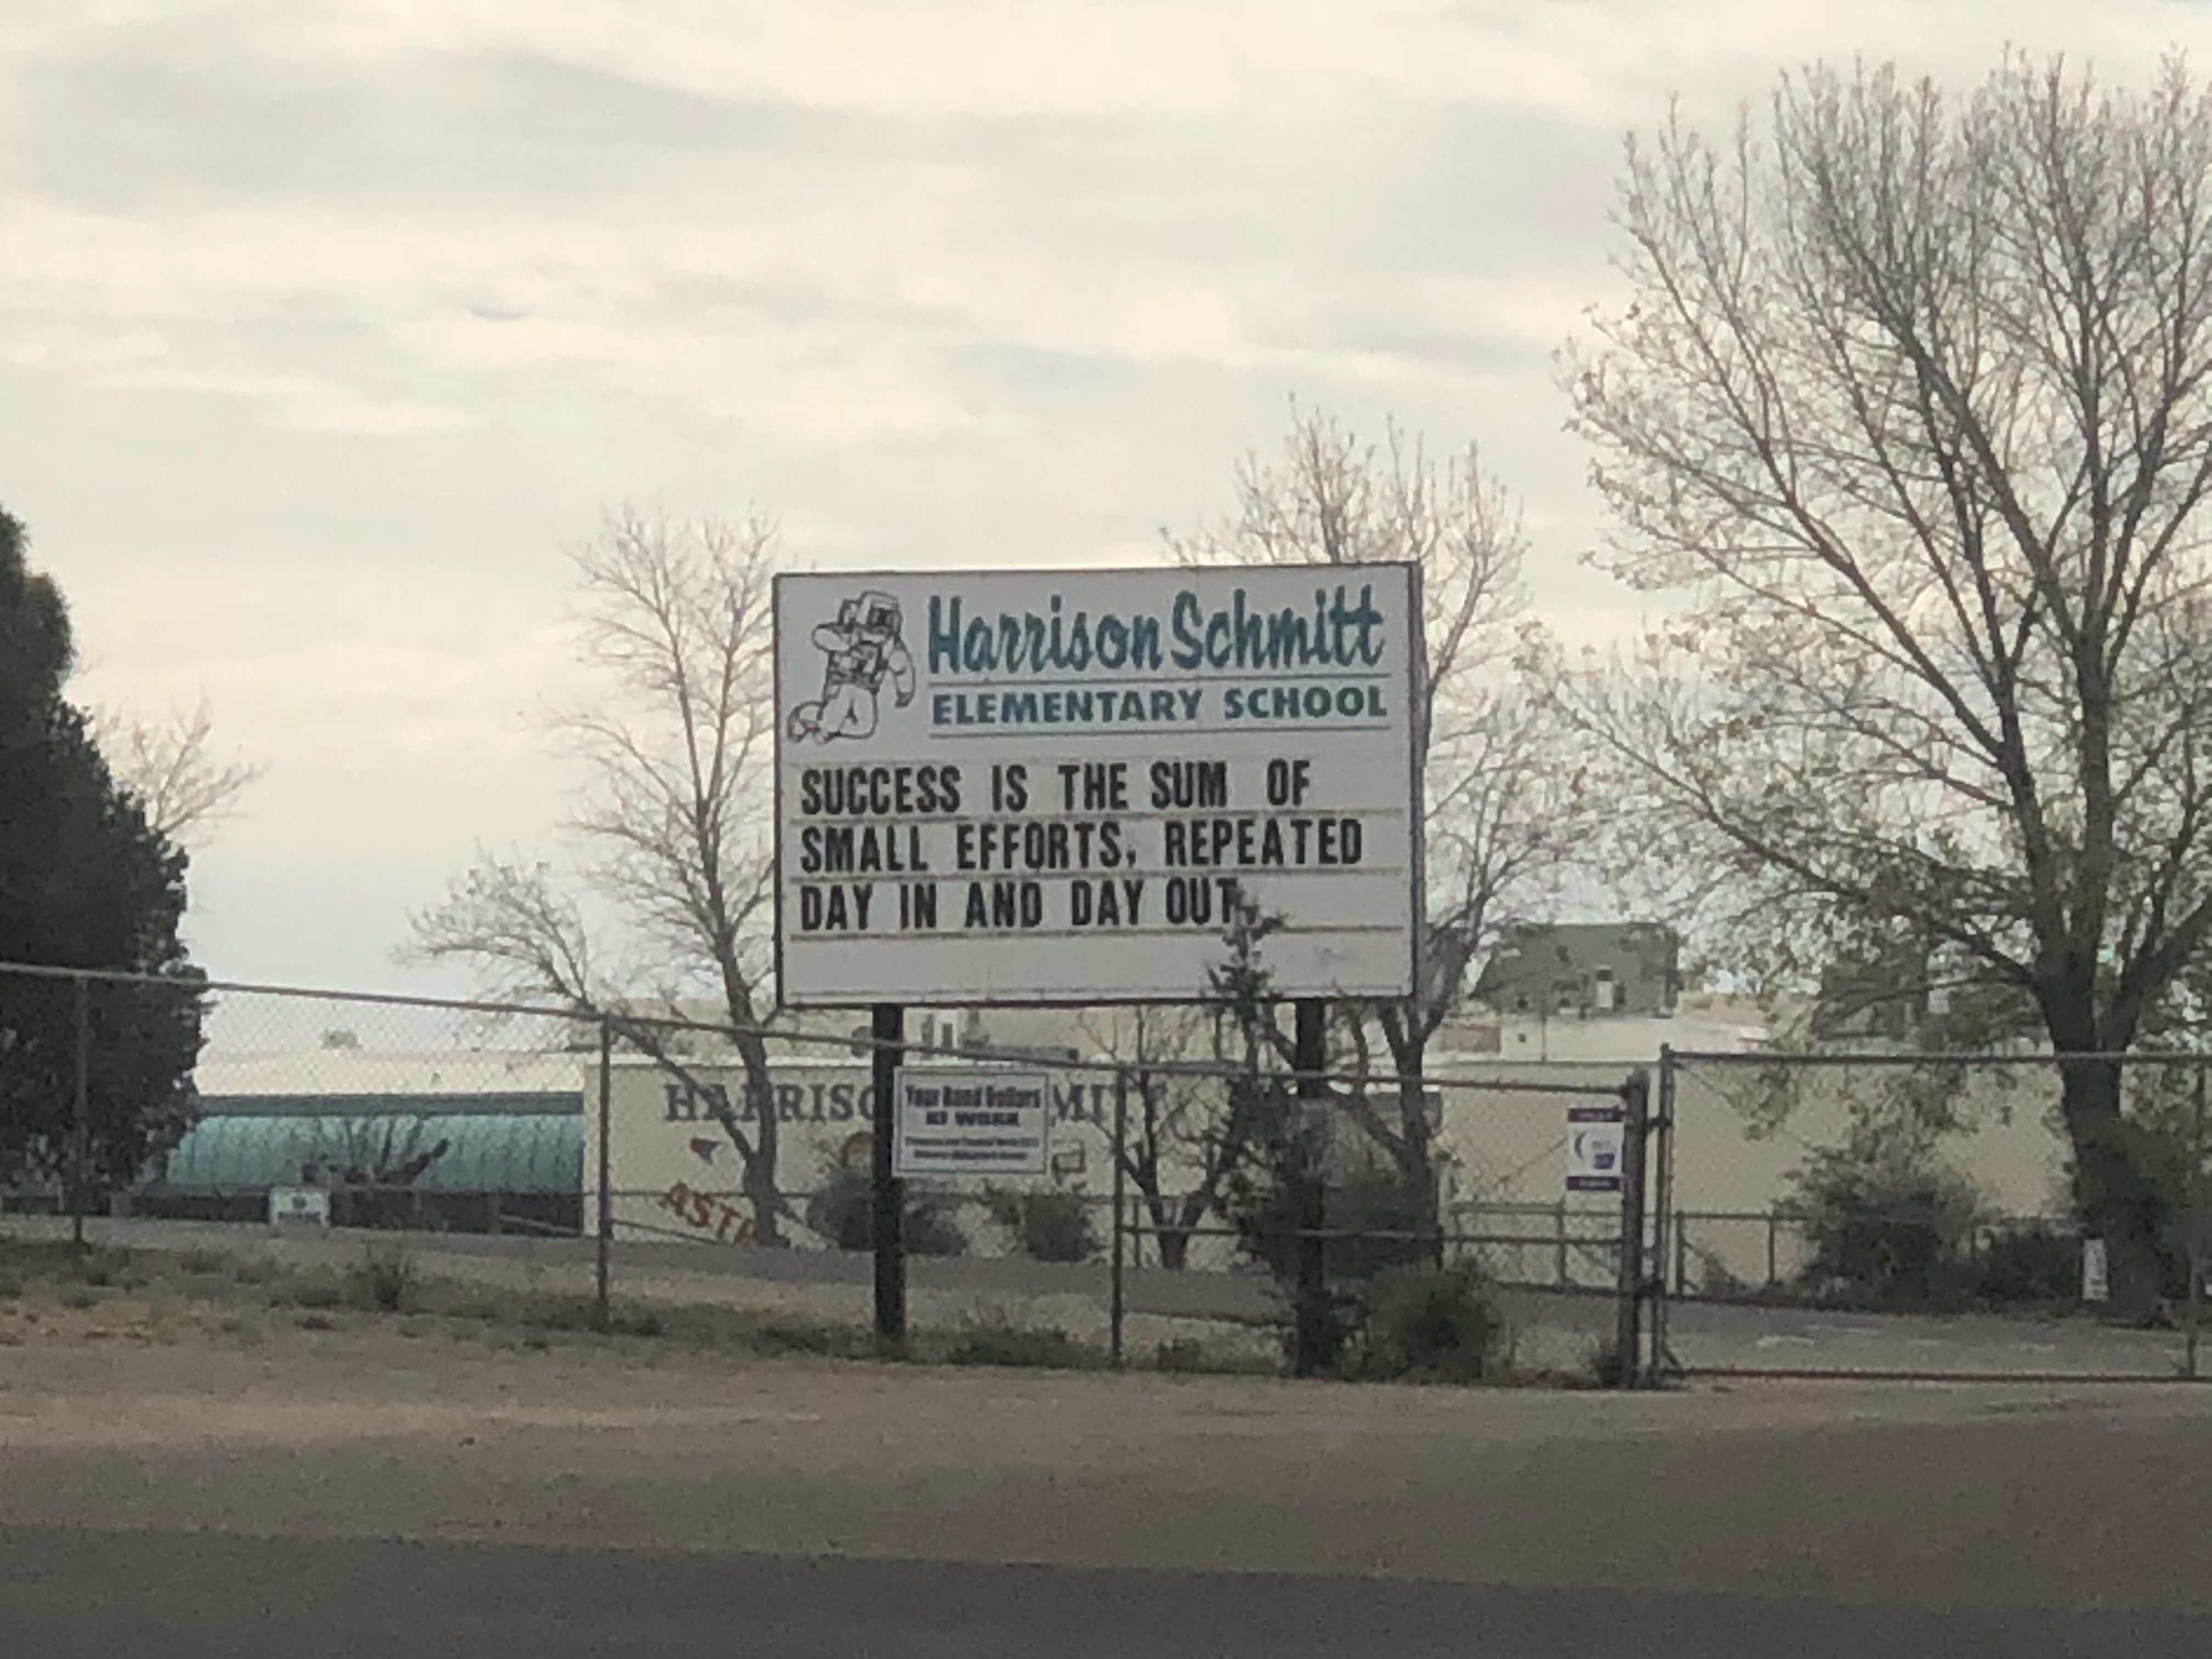 Harrison Schmitt
ELEMENTARY SCHOOL
SUCCESS IS THE SUM OF
SMALL EFFORTS, REPEATED
DAY IN AND DAY OUT.
Your Bond Dollars
AT WORK